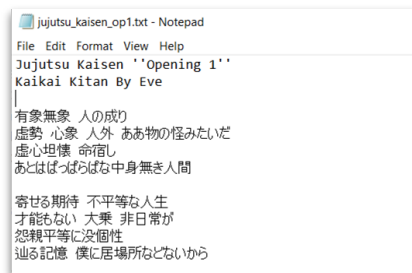 jujutsu_kaisen_op1.txt - Notepad
File Edit Format View Help
Jujutsu Kaisen ''Opening 1''
Kaikai Kitan By Eve
有象無象 人の成り
虚勢 心象 人外 ああ物の怪みたいだ
虚心坦懐 命宿し
あとはぱっぱらぱな中身無き人間
寄せる期待 不平等な人生
才能もない 大乗 非日常が
怨親平等に没個性
辿る記憶 僕に居場所などないから